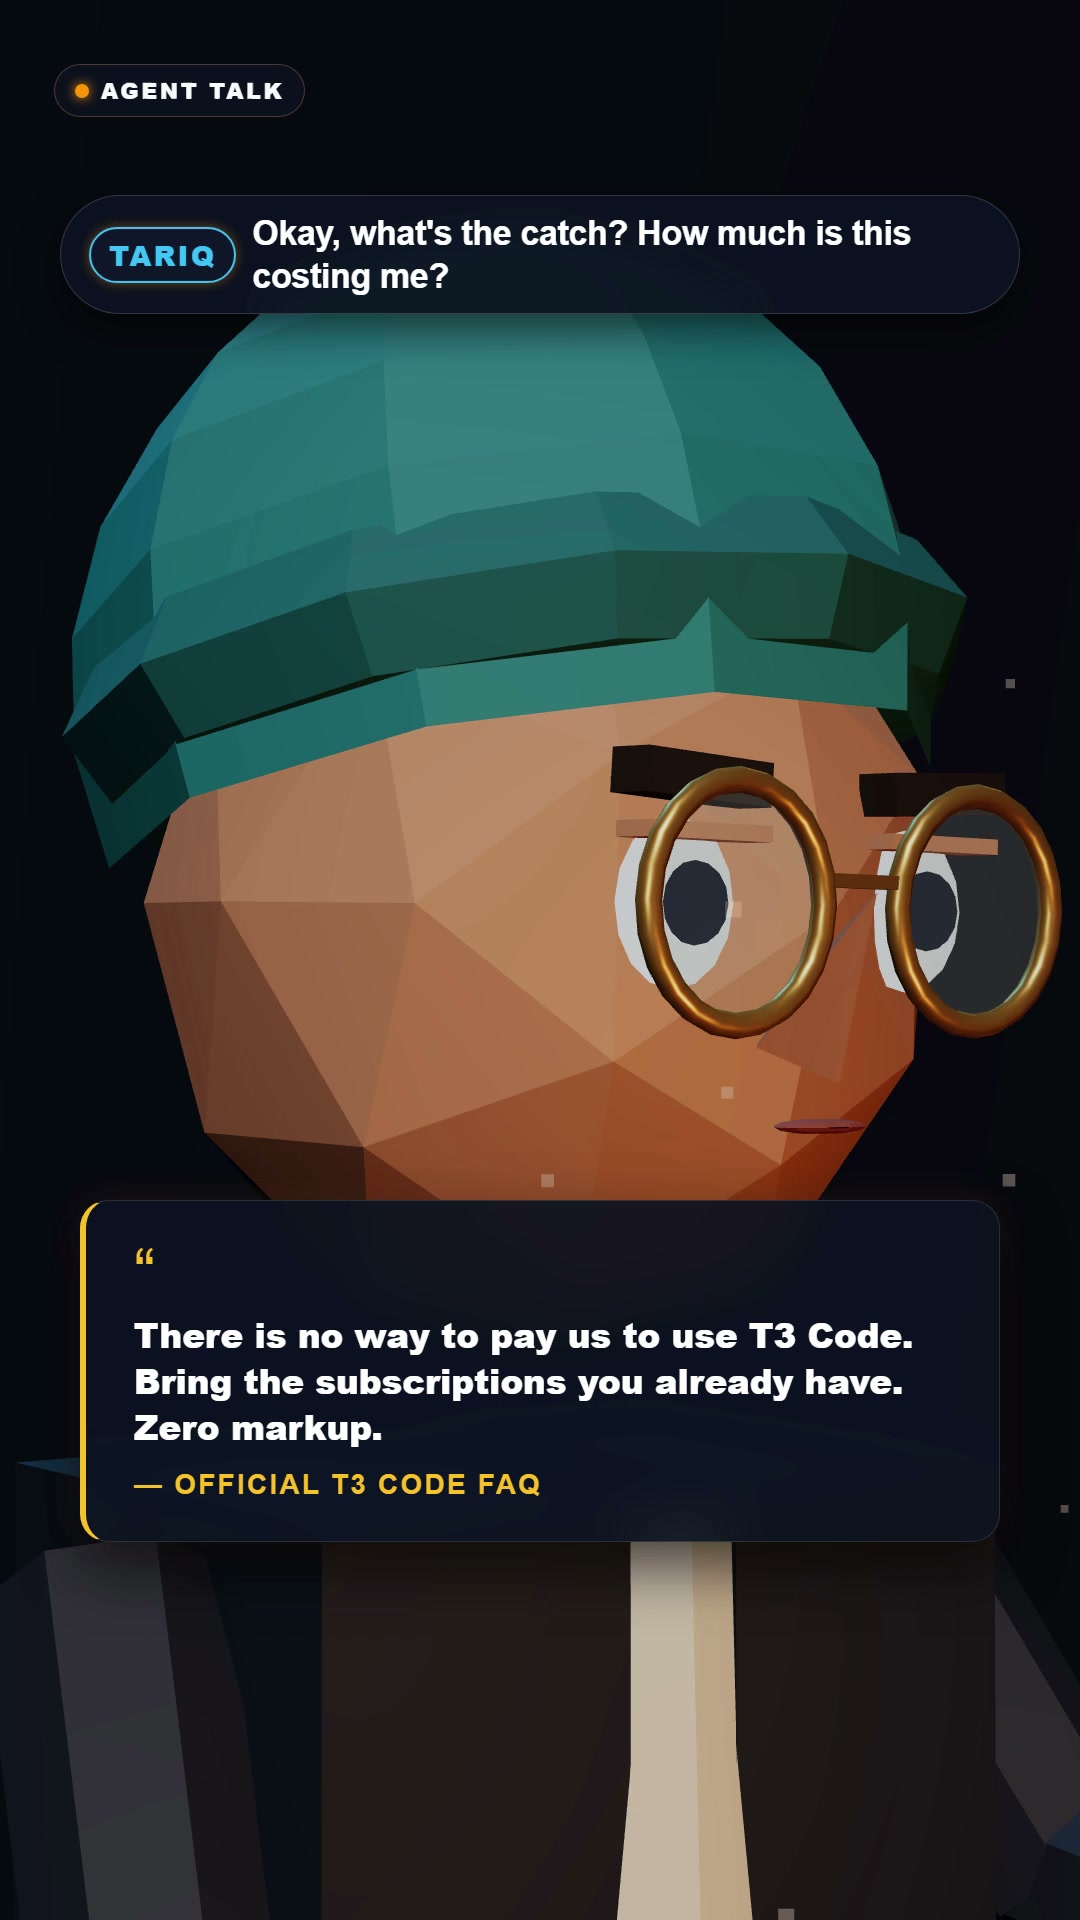 AGENT TALK
TARIQ
Okay, what's the catch? How much is this
costing me?
“
There is no way to pay us to use T3 Code.
Bring the subscriptions you already have.
Zero markup.
— OFFICIAL T3 CODE FAQ